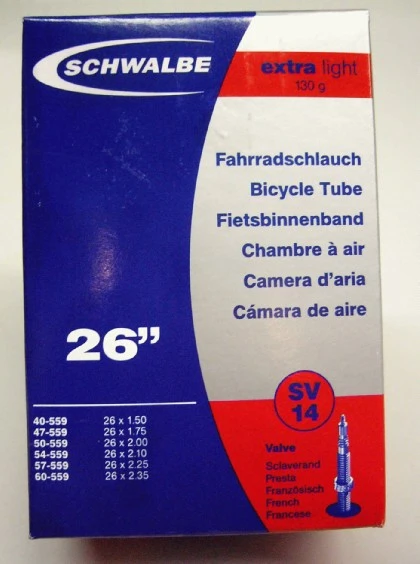 SCHWALBE
extra light
130 g
Fahrradschlauch
Bicycle Tube
Fietsbinnenband
Chambre à air
Camera d'aria
Cámara de aire
26”
SV
14
40-559 26 x 1.50
47-559 26 x 1.75
50-559 26 x 2.00
54-559 26 x 2.10
57-559 26 x 2.25
60-559 26 x 2.35
Valve
Sclaverand
Presta
Französisch
French
Francese